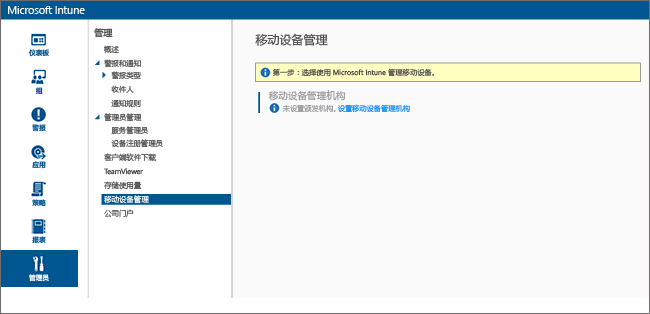 Microsoft Intune
仪表板
组
警报
应用
策略
报表
管理员
管理
概述
警报和通知
警报类型
收件人
通知规则
管理员管理
服务管理员
设备注册管理员
客户端软件下载
TeamViewer
存储使用量
移动设备管理
公司门户
移动设备管理
第一步：选择使用 Microsoft Intune 管理移动设备。
移动设备管理机构
未设置颁发机构。设置移动设备管理机构